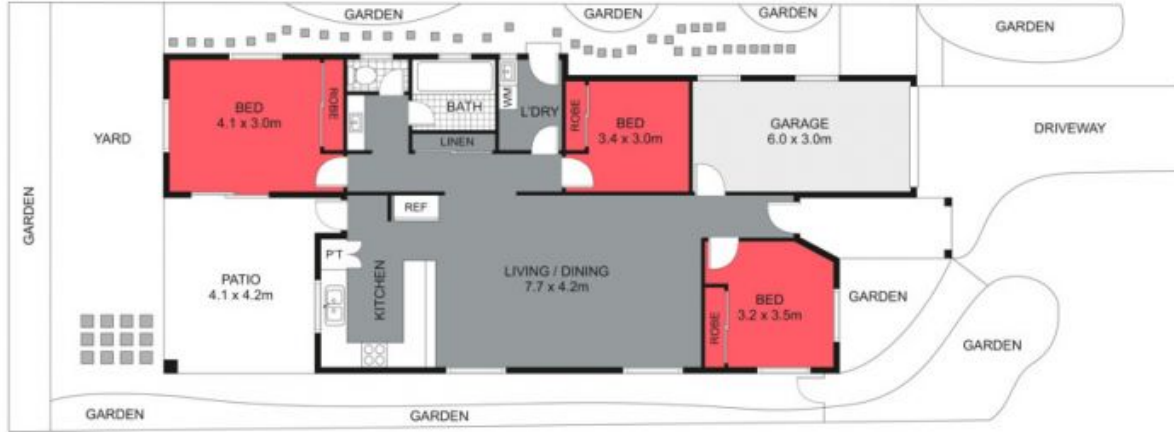 GARDEN
GARDEN
GARDEN
GARDEN
BED
4.1 x 3.0m
ROBE
BATH
WM
L'DRY
LINEN
ROBE
BED
3.4 x 3.0m
GARAGE
6.0 x 3.0m
DRIVEWAY
YARD
GARDEN
REF
P'T
KITCHEN
PATIO
4.1 x 4.2m
LIVING / DINING
7.7 x 4.2m
ROBE
BED
3.2 x 3.5m
GARDEN
GARDEN
GARDEN
GARDEN